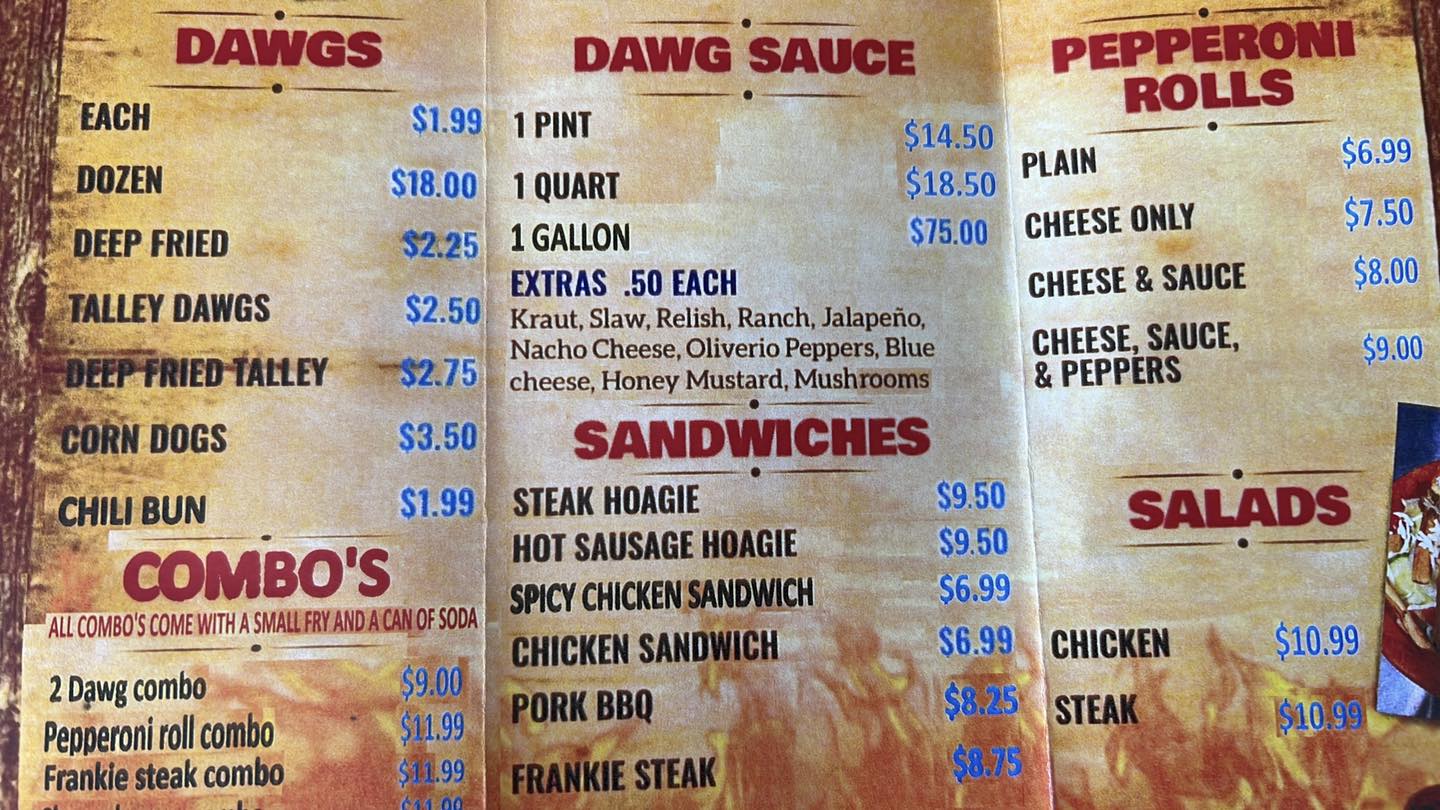 DAWGS
EACH $1.99
DOZEN $18.00
DEEP FRIED $2.25
TALLEY DAWGS $2.50
DEEP FRIED TALLEY $2.75
CORN DOGS $3.50
CHILI BUN $1.99
COMBO'S
ALL COMBO'S COME WITH A SMALL FRY AND A CAN OF SODA
2 Dawg combo $9.00
Pepperoni roll combo $11.99
Frankie steak combo $11.99
$11.99
DAWG SAUCE
1 PINT $14.50
1 QUART $18.50
1 GALLON $75.00
EXTRAS .50 EACH
Kraut, Slaw, Relish, Ranch, Jalapeño,
Nacho Cheese, Oliverio Peppers, Blue
cheese, Honey Mustard, Mushrooms
SANDWICHES
STEAK HOAGIE $9.50
HOT SAUSAGE HOAGIE $9.50
SPICY CHICKEN SANDWICH $6.99
CHICKEN SANDWICH $6.99
PORK BBQ $8.25
FRANKIE STEAK $8.75
PEPPERONI
ROLLS
PLAIN $6.99
CHEESE ONLY $7.50
CHEESE & SAUCE $8.00
CHEESE, SAUCE,
& PEPPERS $9.00
SALADS
CHICKEN $10.99
STEAK $10.99